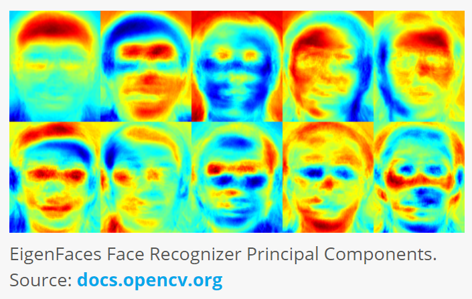 EigenFaces Face Recognizer Principal Components.
Source: docs.opencv.org